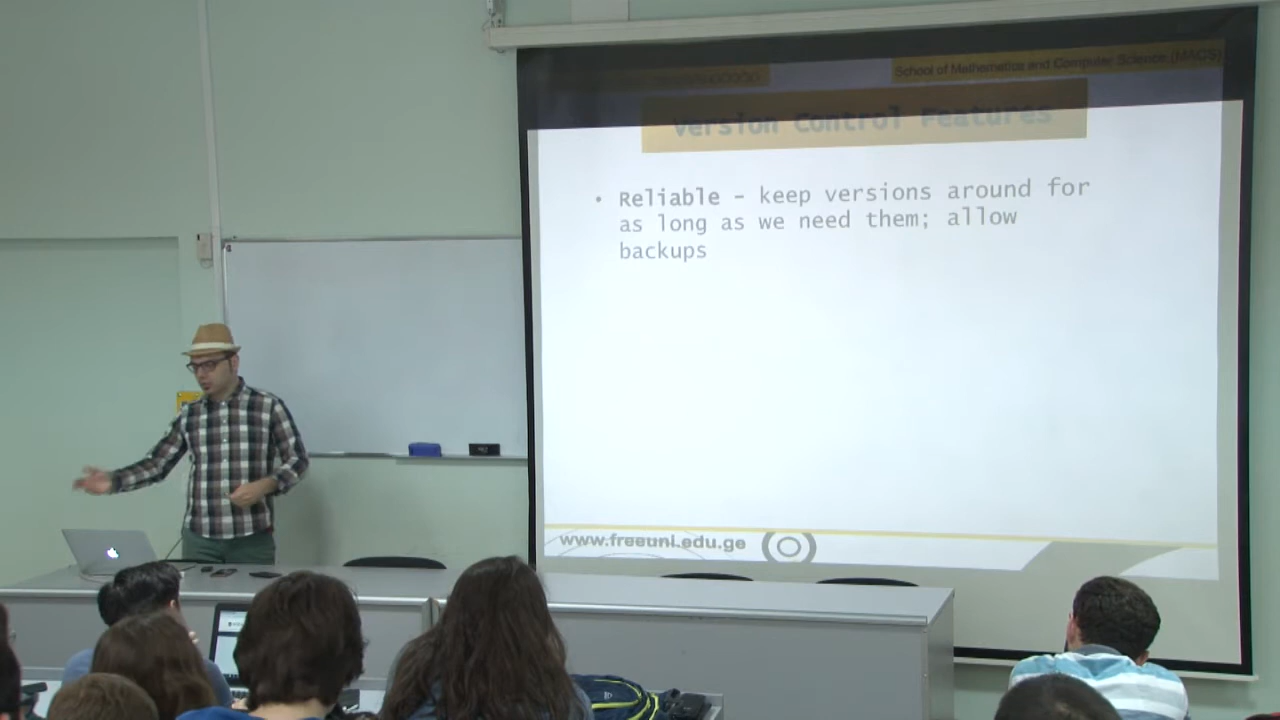 School of Mathematics and Computer Science (MACS)
Version Control Features
• Reliable – keep versions around for
as long as we need them; allow
backups
www.freeuni.edu.ge